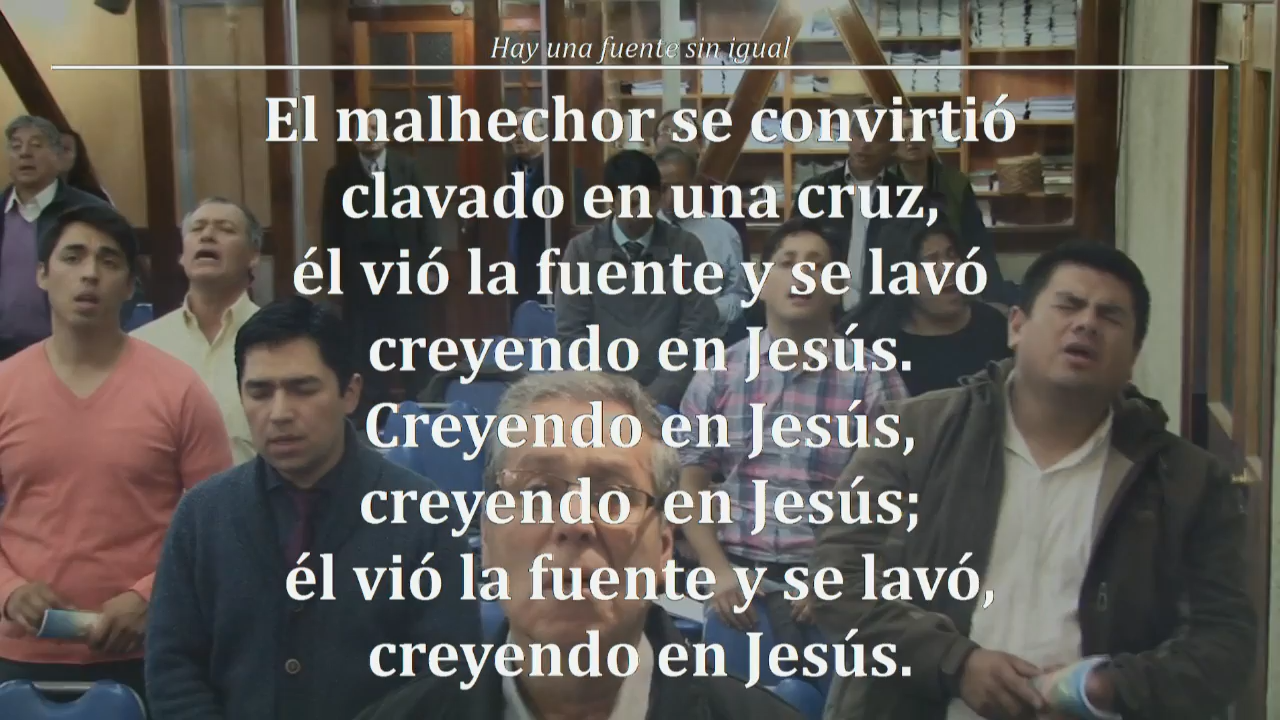 Hay una fuente sin igual
El malhechor se convirtió
clavado en una cruz,
él vió la fuente y se lavó
creyendo en Jesús.
Creyendo en Jesús,
creyendo en Jesús;
él vió la fuente y se lavó,
creyendo en Jesús.